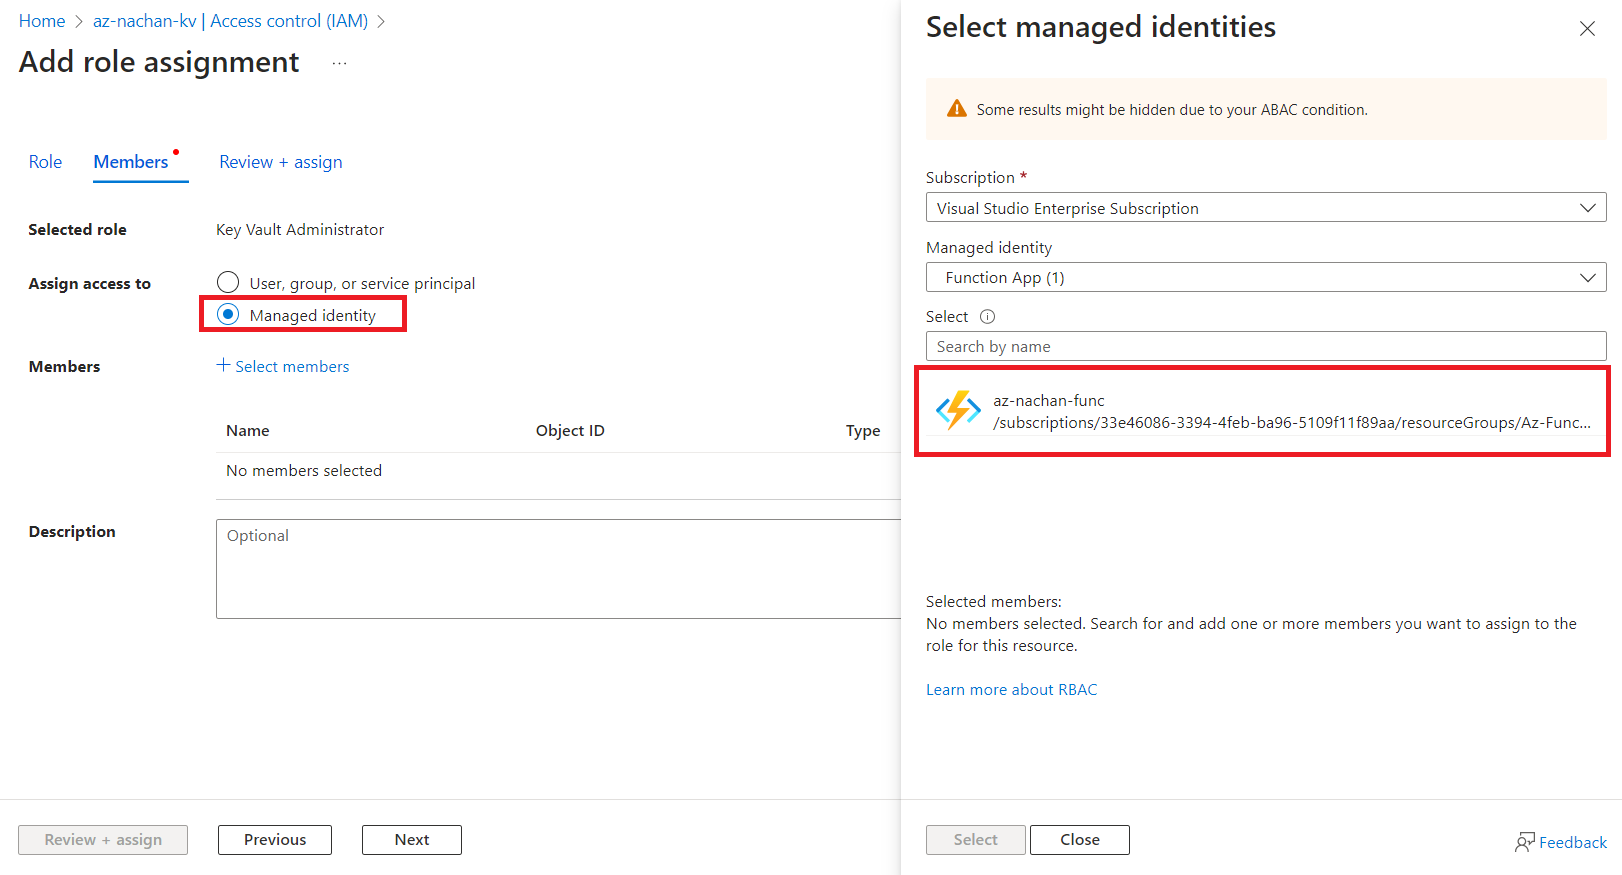 Home > az-nachan-kv | Access control (IAM) >
Add role assignment ...
Role Members Review + assign
Selected role Key Vault Administrator
Assign access to User, group, or service principal
Managed identity
Members + Select members
Name Object ID Type
No members selected
Description Optional
Review + assign Previous Next
Select managed identities
Some results might be hidden due to your ABAC condition.
Subscription *
Visual Studio Enterprise Subscription
Managed identity
Function App (1)
Select
Search by name
az-nachan-func
/subscriptions/33e46086-3394-4feb-ba96-5109f11f89aa/resourceGroups/Az-Func...
Selected members:
No members selected. Search for and add one or more members you want to assign to the
role for this resource.
Learn more about RBAC
Select Close Feedback